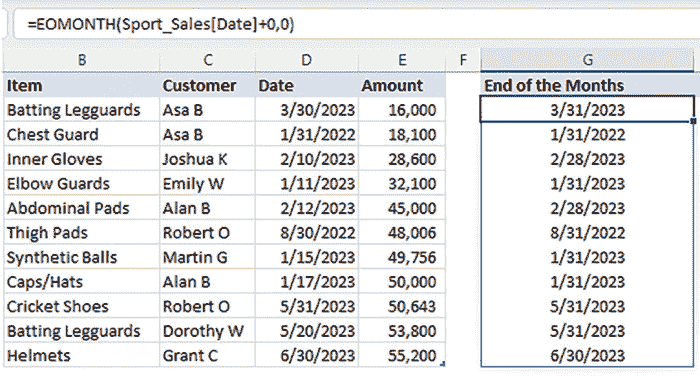 =EOMONTH(Sport_Sales[Date]+0,0)
B C D E F G
Item Customer Date Amount End of the Months
Batting Legguards Asa B 3/30/2023 16,000 3/31/2023
Chest Guard Asa B 1/31/2022 18,100 1/31/2022
Inner Gloves Joshua K 2/10/2023 28,600 2/28/2023
Elbow Guards Emily W 1/11/2023 32,100 1/31/2023
Abdominal Pads Alan B 2/12/2023 45,000 2/28/2023
Thigh Pads Robert O 8/30/2022 48,006 8/31/2022
Synthetic Balls Martin G 1/15/2023 49,756 1/31/2023
Caps/Hats Alan B 1/17/2023 50,000 1/31/2023
Cricket Shoes Robert O 5/31/2023 50,643 5/31/2023
Batting Legguards Dorothy W 5/20/2023 53,800 5/31/2023
Helmets Grant C 6/30/2023 55,200 6/30/2023